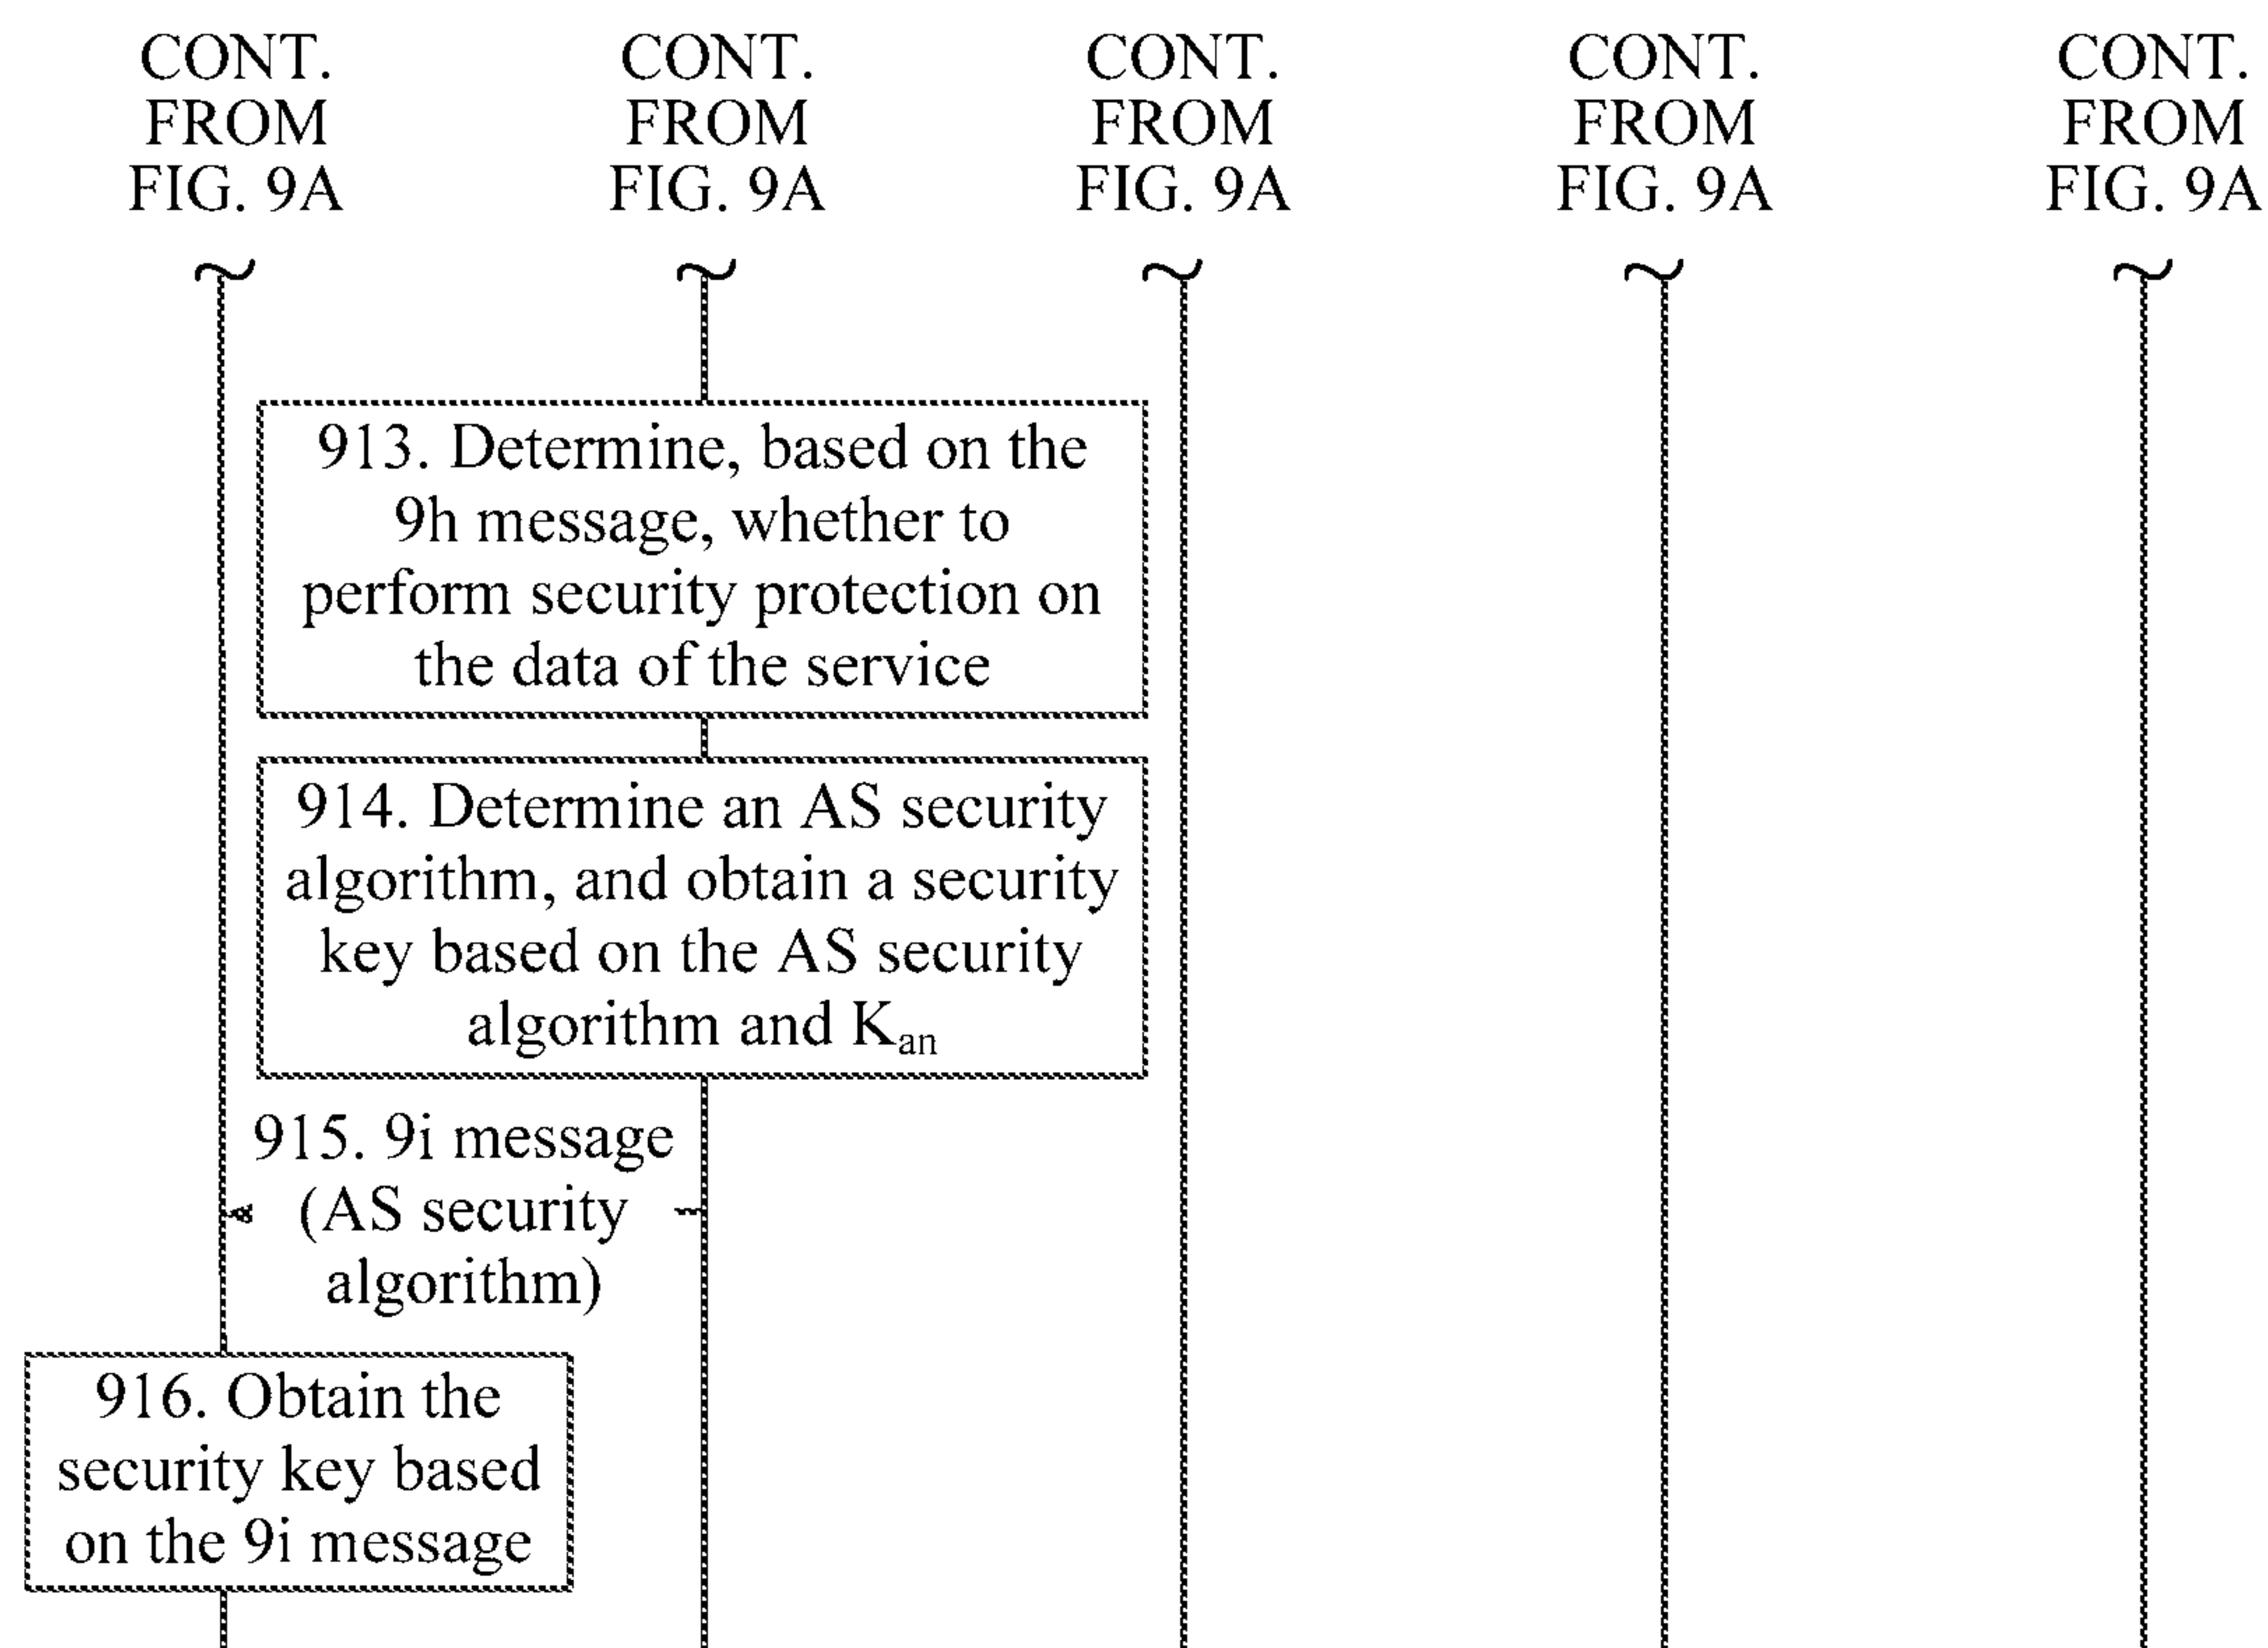 CONT.
FROM
FIG. 9A
CONT.
FROM
FIG. 9A
CONT.
FROM
FIG. 9A
CONT.
FROM
FIG. 9A
CONT.
FROM
FIG. 9A
913. Determine, based on the
9h message, whether to
perform security protection on
the data of the service
914. Determine an AS security
algorithm, and obtain a security
key based on the AS security
algorithm and Kan
915. 9i message
(AS security
algorithm)
916. Obtain the
security key based
on the 9i message